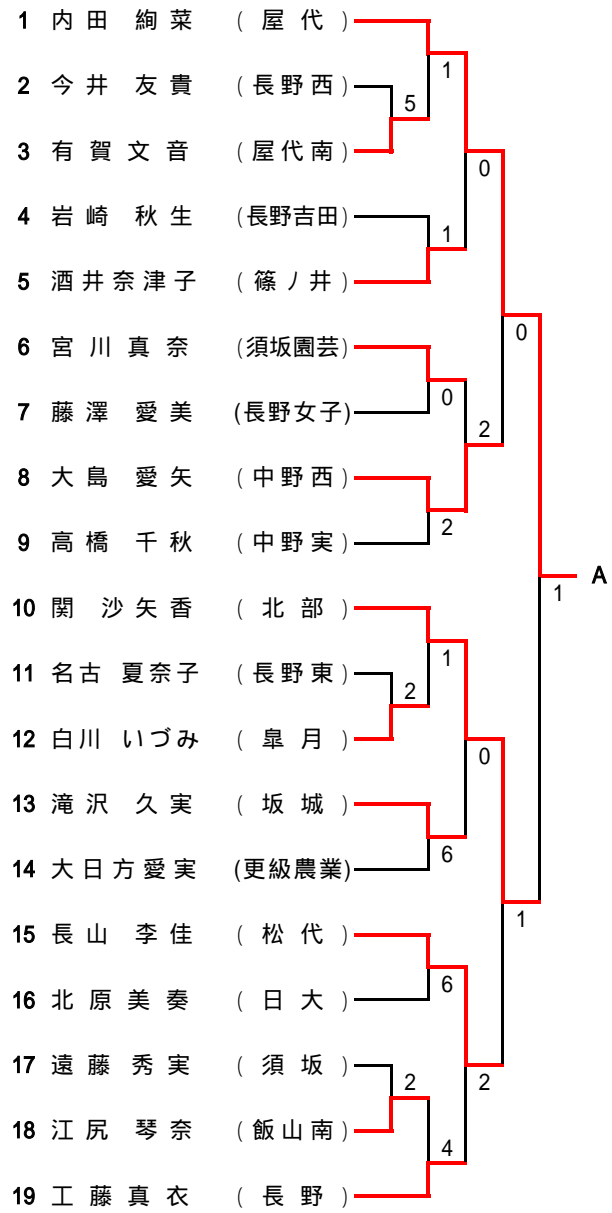 1 内田 絢菜 (屋代)
2 今井 友貴 (長野西)
3 有賀文音 (屋代南)
4 岩崎 秋生 (長野吉田)
5 酒井奈津子 (篠ノ井)
6 宮川真奈 (須坂園芸)
7 藤澤 愛美 (長野女子)
8 大島 愛矢 (中野西)
9 高橋 千秋 (中野実)
10 関 沙矢香 (北部)
11 名古 夏奈子 (長野東)
12 白川 いづみ (皐月)
13 滝沢 久実 (坂城)
14 大日方愛実 (更級農業)
15 長山 李佳 (松代)
16 北原美奏 (日大)
17 遠藤秀実 (須坂)
18 江尻 琴奈 (飯山南)
19 工藤真衣 (長野)
1
5
0
1
0
0
2
2
1
A
1
2
0
6
1
6
2
2
4